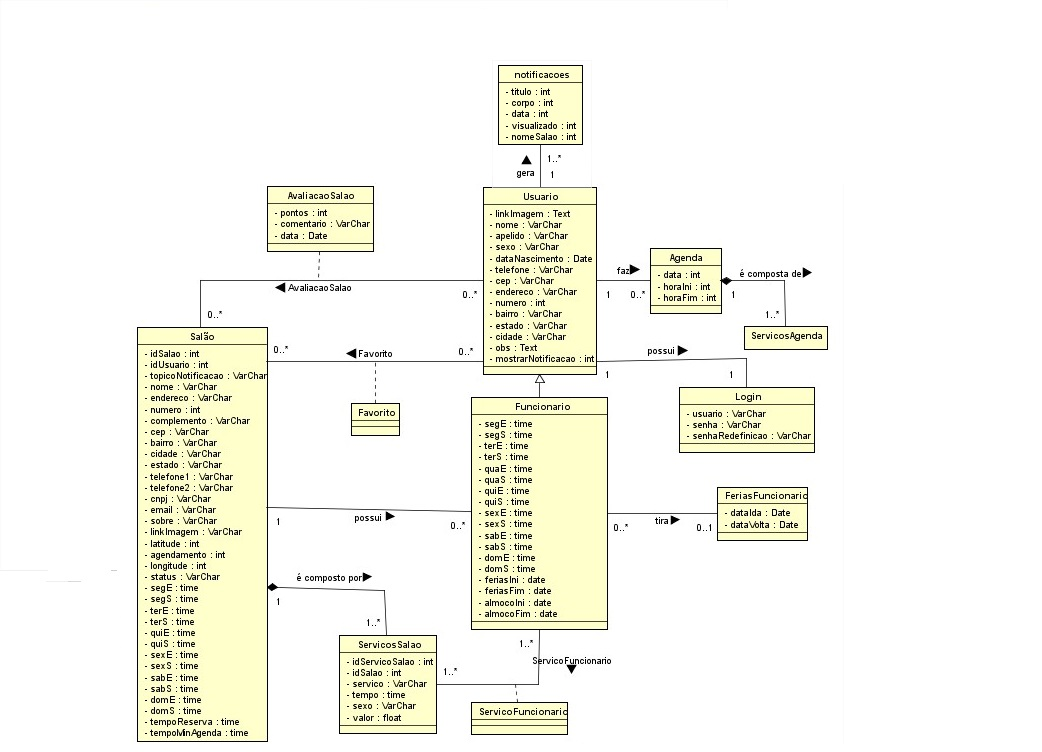 notificacoes
- titulo : int
- corpo : int
- data : int
- visualizado : int
- nomeSalao : int
1..*
gera
1
AvaliacaoSalao
- pontos : int
- comentario : VarChar
- data : Date
Usuario
- linkImagem : Text
- nome : VarChar
- apelido : VarChar
- sexo : VarChar
- dataNascimento : Date
- telefone : VarChar
- cep : VarChar
- endereco : VarChar
- numero : int
- bairro : VarChar
- estado : VarChar
- cidade : VarChar
- obs : Text
- mostrarNotificacao : int
faz
1
0..*
Agenda
- data : int
- horaIni : int
- horaFim : int
é composta de
1
1..*
ServicosAgenda
AvaliacaoSalao
0..*
0..*
Salão
- idSalao : int
- idUsuario : int
- topicoNotificacao : VarChar
- nome : VarChar
- endereco : VarChar
- numero : int
- complemento : VarChar
- cep : VarChar
- bairro : VarChar
- cidade : VarChar
- estado : VarChar
- telefone1 : VarChar
- telefone2 : VarChar
- cnpj : VarChar
- email : VarChar
- sobre : VarChar
- linkImagem : VarChar
- latitude : int
- agendamento : int
- longitude : int
- status : VarChar
- segE : time
- segS : time
- terE : time
- terS : time
- quiE : time
- quiS : time
- sexE : time
- sexS : time
- sabE : time
- sabS : time
- domE : time
- domS : time
- tempoReserva : time
- tempoMinAgenda : time
0..*
Favorito
0..*
Favorito
possui
1
1
Login
- usuario : VarChar
- senha : VarChar
- senhaRedefinicao : VarChar
Funcionario
- segE : time
- segS : time
- terE : time
- terS : time
- quaE : time
- quaS : time
- quiE : time
- quiS : time
- sexE : time
- sexS : time
- sabE : time
- sabS : time
- domE : time
- domS : time
- feriasIni : date
- feriasFim : date
- almocoIni : date
- almocoFim : date
1
possui
0..*
0..*
tira
0..1
FeriasFuncionario
- dataIda : Date
- dataVolta : Date
é composto por
1
1..*
ServicosSalao
- idServicoSalao : int
- idSalao : int
- servico : VarChar
- tempo : time
- sexo : VarChar
- valor : float
1..*
1..*
ServicoFuncionario
ServicoFuncionario